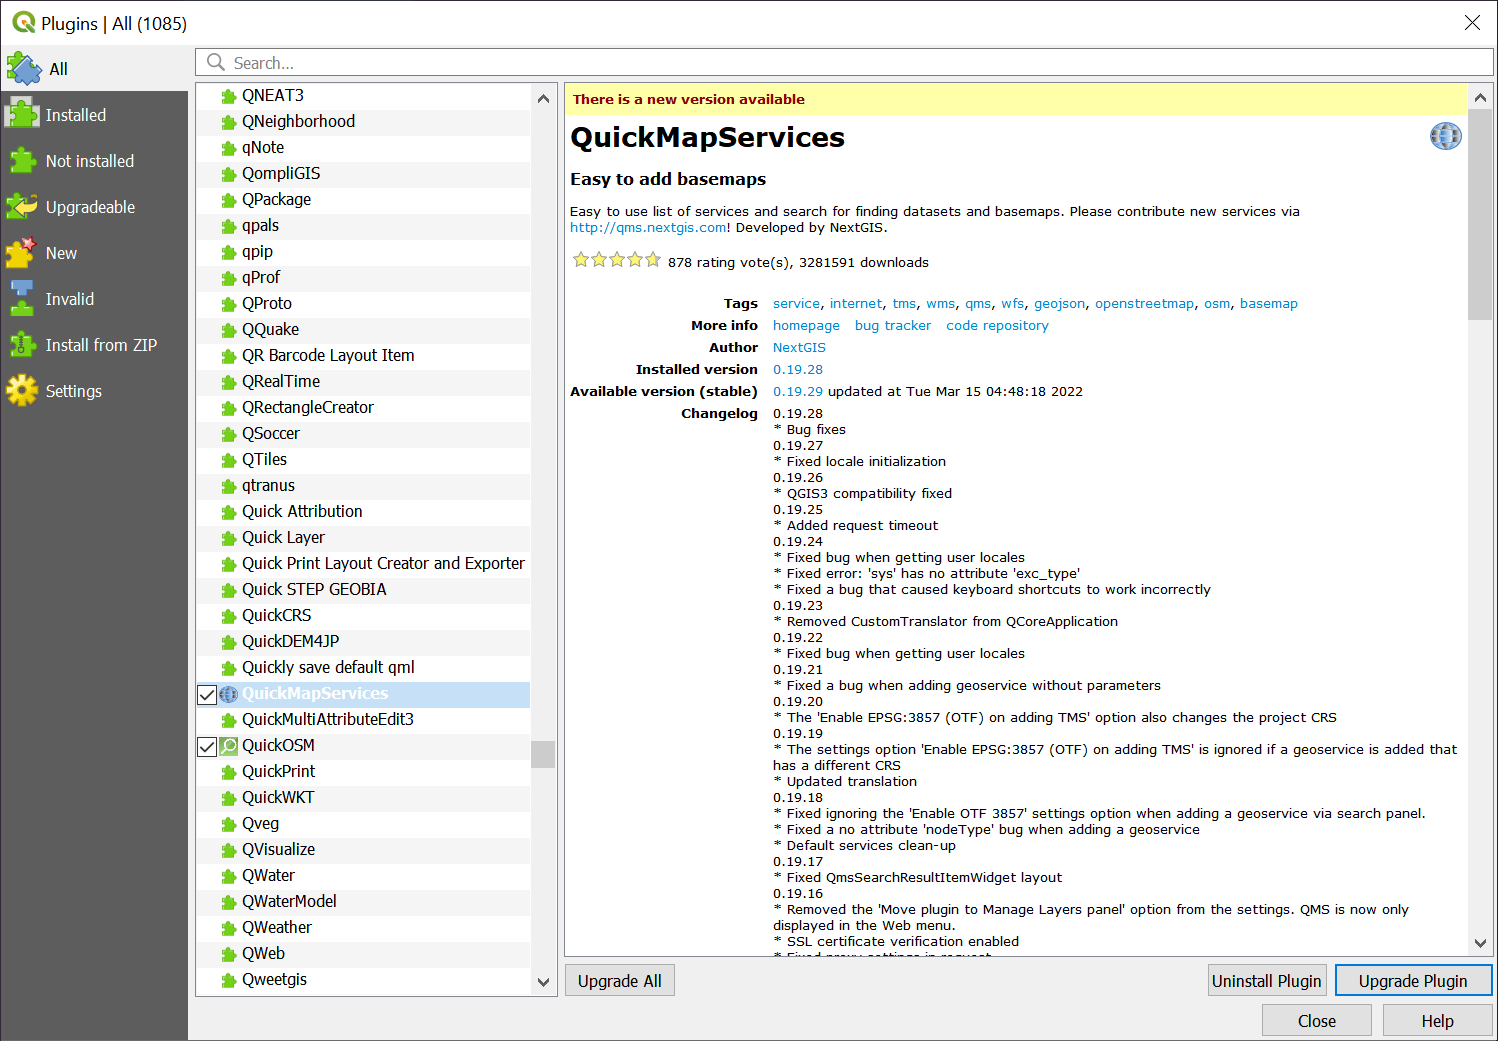 Plugins | All (1085)
All
Installed
Not installed
Upgradeable
New
Invalid
Install from ZIP
Settings
Search...
QNEAT3
QNeighborhood
qNote
QompliGIS
QPackage
qpals
qpip
qProf
QProto
QQuake
QR Barcode Layout Item
QRealTime
QRectangleCreator
QSoccer
QTiles
qtranus
Quick Attribution
Quick Layer
Quick Print Layout Creator and Exporter
Quick STEP GEOBIA
QuickCRS
QuickDEM4JP
Quickly save default qml
QuickMapServices
QuickMultiAttributeEdit3
QuickOSM
QuickPrint
QuickWKT
Qveg
QVisualize
QWater
QWaterModel
QWeather
QWeb
Qweetgis
There is a new version available
QuickMapServices
Easy to add basemaps
Easy to use list of services and search for finding datasets and basemaps. Please contribute new services via
http://qms.nextgis.com! Developed by NextGIS.
878 rating vote(s), 3281591 downloads
Tags service, internet, tms, wms, qms, wfs, geojson, openstreetmap, osm, basemap
More info homepage bug tracker code repository
Author NextGIS
Installed version 0.19.28
Available version (stable) 0.19.29 updated at Tue Mar 15 04:48:18 2022
Changelog 0.19.28
* Bug fixes
0.19.27
* Fixed locale initialization
0.19.26
* QGIS3 compatibility fixed
0.19.25
* Added request timeout
0.19.24
* Fixed bug when getting user locales
* Fixed error: 'sys' has no attribute 'exc_type'
* Fixed a bug that caused keyboard shortcuts to work incorrectly
0.19.23
* Removed CustomTranslator from QCoreApplication
0.19.22
* Fixed bug when getting user locales
0.19.21
* Fixed a bug when adding geoservice without parameters
0.19.20
* The 'Enable EPSG:3857 (OTF) on adding TMS' option also changes the project CRS
0.19.19
* The settings option 'Enable EPSG:3857 (OTF) on adding TMS' is ignored if a geoservice is added that
has a different CRS
* Updated translation
0.19.18
* Fixed ignoring the 'Enable OTF 3857' settings option when adding a geoservice via search panel.
* Fixed a no attribute 'nodeType' bug when adding a geoservice
* Default services clean-up
0.19.17
* Fixed QmsSearchResultItemWidget layout
0.19.16
* Removed the 'Move plugin to Manage Layers panel' option from the settings. QMS is now only
displayed in the Web menu.
* SSL certificate verification enabled
* Fixed proxy settings in request
Upgrade All
Uninstall Plugin
Upgrade Plugin
Close
Help